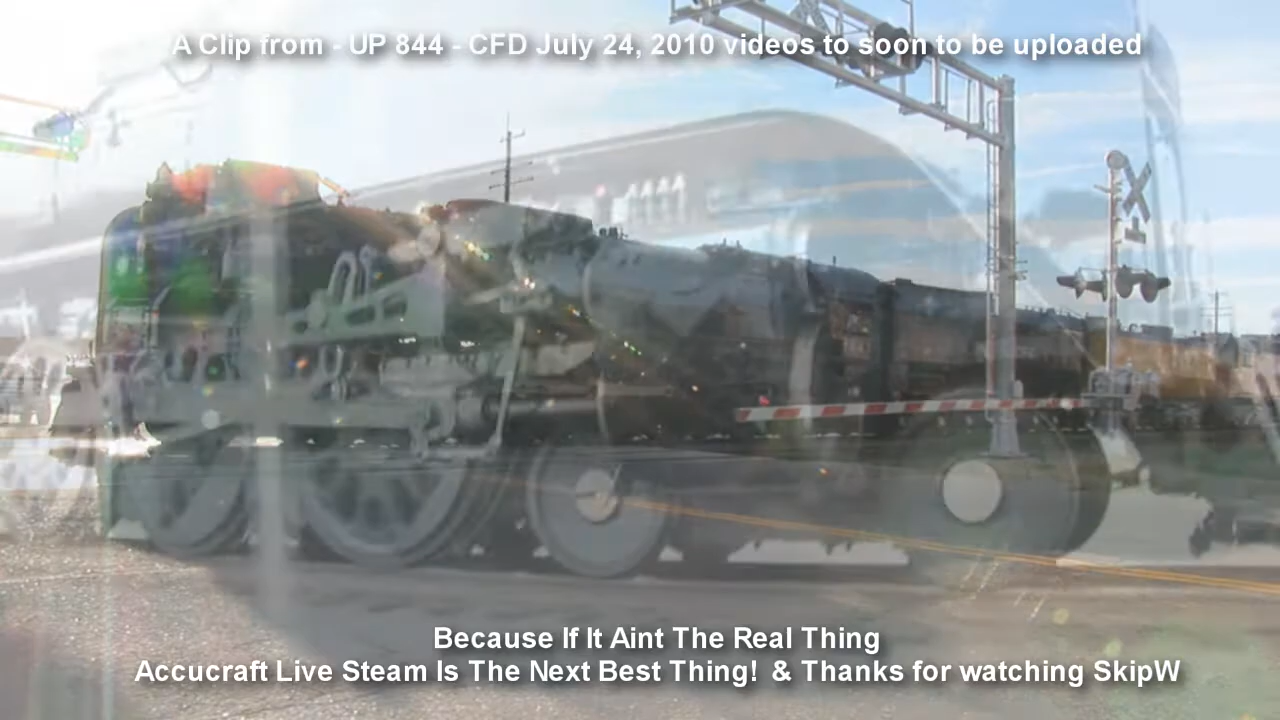 A Clip from - UP 844 - CFD July 24, 2010 videos to soon to be uploaded
Because If It Aint The Real Thing
Accucraft Live Steam Is The Next Best Thing! & Thanks for watching SkipW